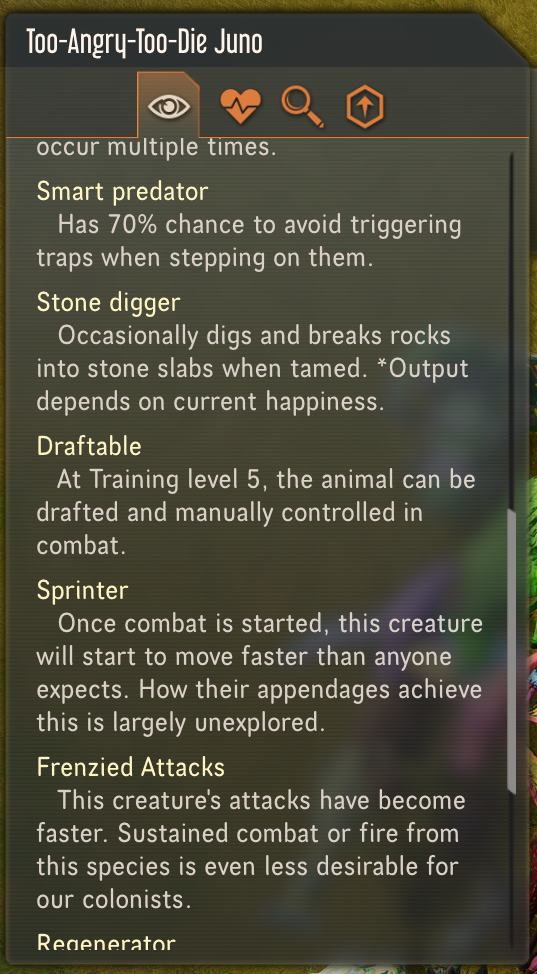 Too-Angry-Too-Die Juno
occur multiple times.
Smart predator
Has 70% chance to avoid triggering
traps when stepping on them.
Stone digger
Occasionally digs and breaks rocks
into stone slabs when tamed. *Output
depends on current happiness.
Draftable
At Training level 5, the animal can be
drafted and manually controlled in
combat.
Sprinter
Once combat is started, this creature
will start to move faster than anyone
expects. How their appendages achieve
this is largely unexplored.
Frenzied Attacks
This creature's attacks have become
faster. Sustained combat or fire from
this species is even less desirable for
our colonists.
Regenerator